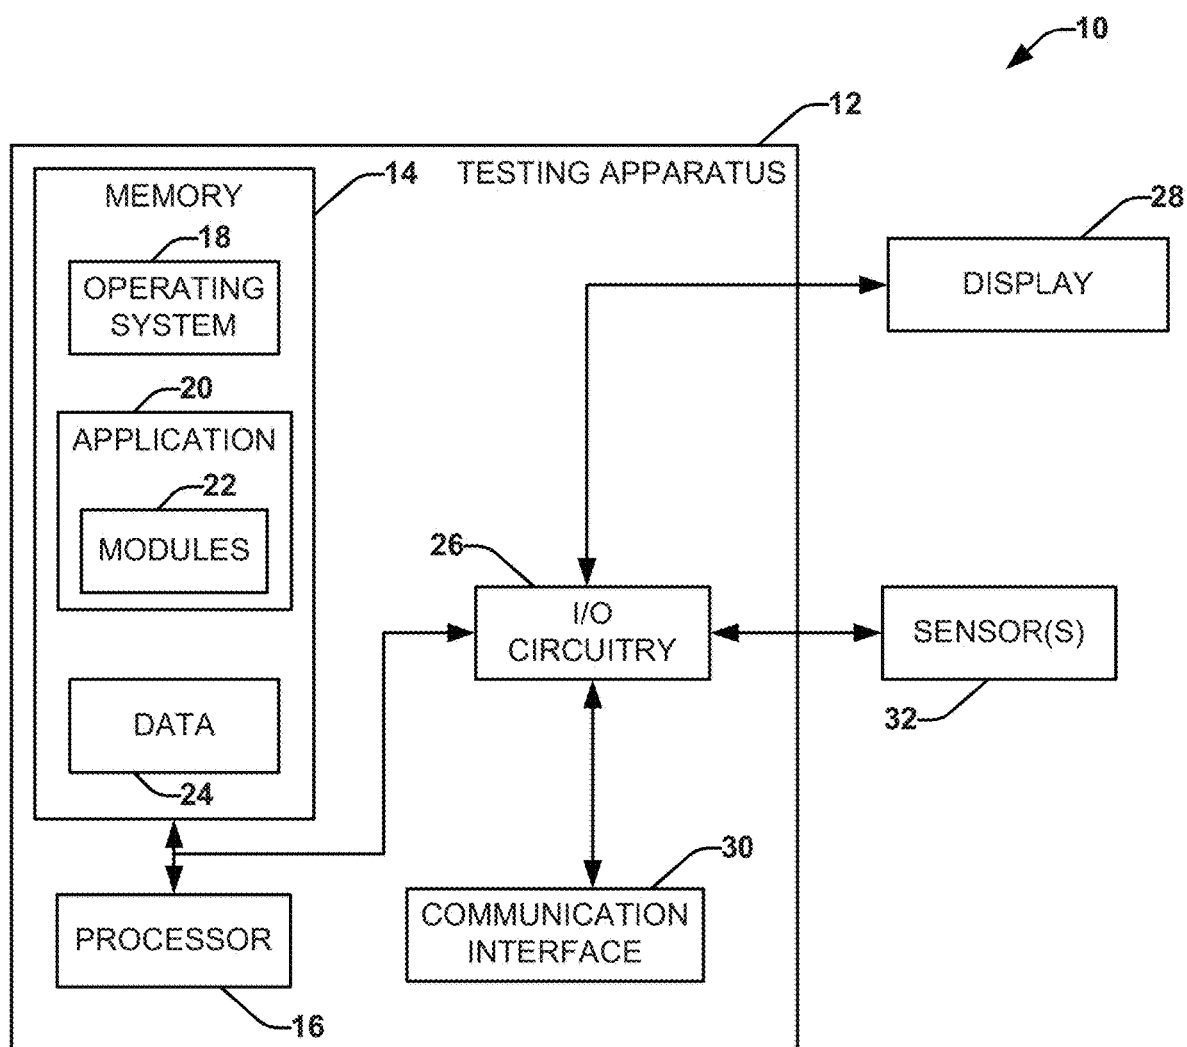 10
12
TESTING APPARATUS
14
MEMORY
18
OPERATING
SYSTEM
20
APPLICATION
22
MODULES
DATA
24
28
DISPLAY
26
I/O
CIRCUITRY
SENSOR(S)
32
30
COMMUNICATION
INTERFACE
PROCESSOR
16